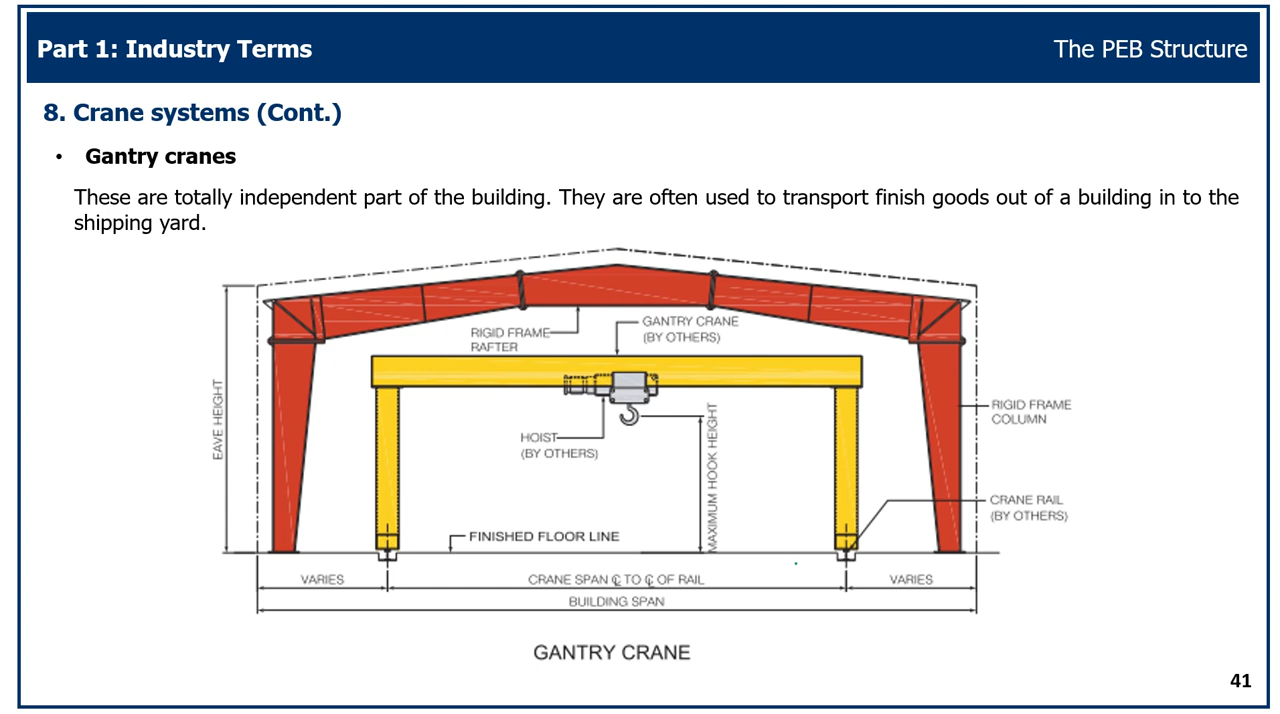 Part 1: Industry Terms
The PEB Structure
8. Crane systems (Cont.)
• Gantry cranes
These are totally independent part of the building. They are often used to transport finish goods out of a building in to the
shipping yard.
RIGID FRAME
RAFTER
GANTRY CRANE
(BY OTHERS)
EAVE HEIGHT
HOIST
(BY OTHERS)
MAXIMUM HOOK HEIGHT
RIGID FRAME
COLUMN
CRANE RAIL
(BY OTHERS)
FINISHED FLOOR LINE
VARIES
CRANE SPAN ℄ TO ℄ OF RAIL
VARIES
BUILDING SPAN
GANTRY CRANE
41